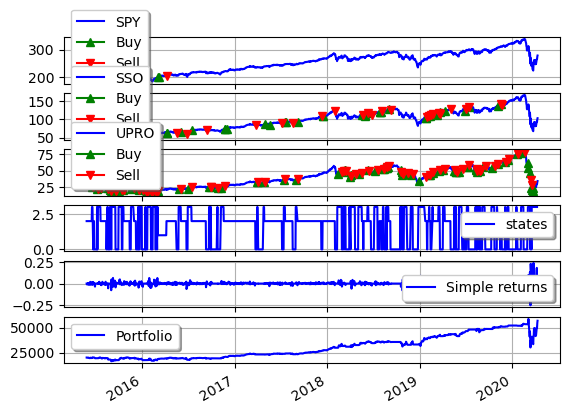 SPY
Buy
Sell
300
200
SSO
Buy
Sell
150
100
50
UPRO
Buy
Sell
75
50
25
2.5
0.0
states
0.25
0.00
−0.25
Simple returns
50000
25000
Portfolio
2016 2017 2018 2019 2020